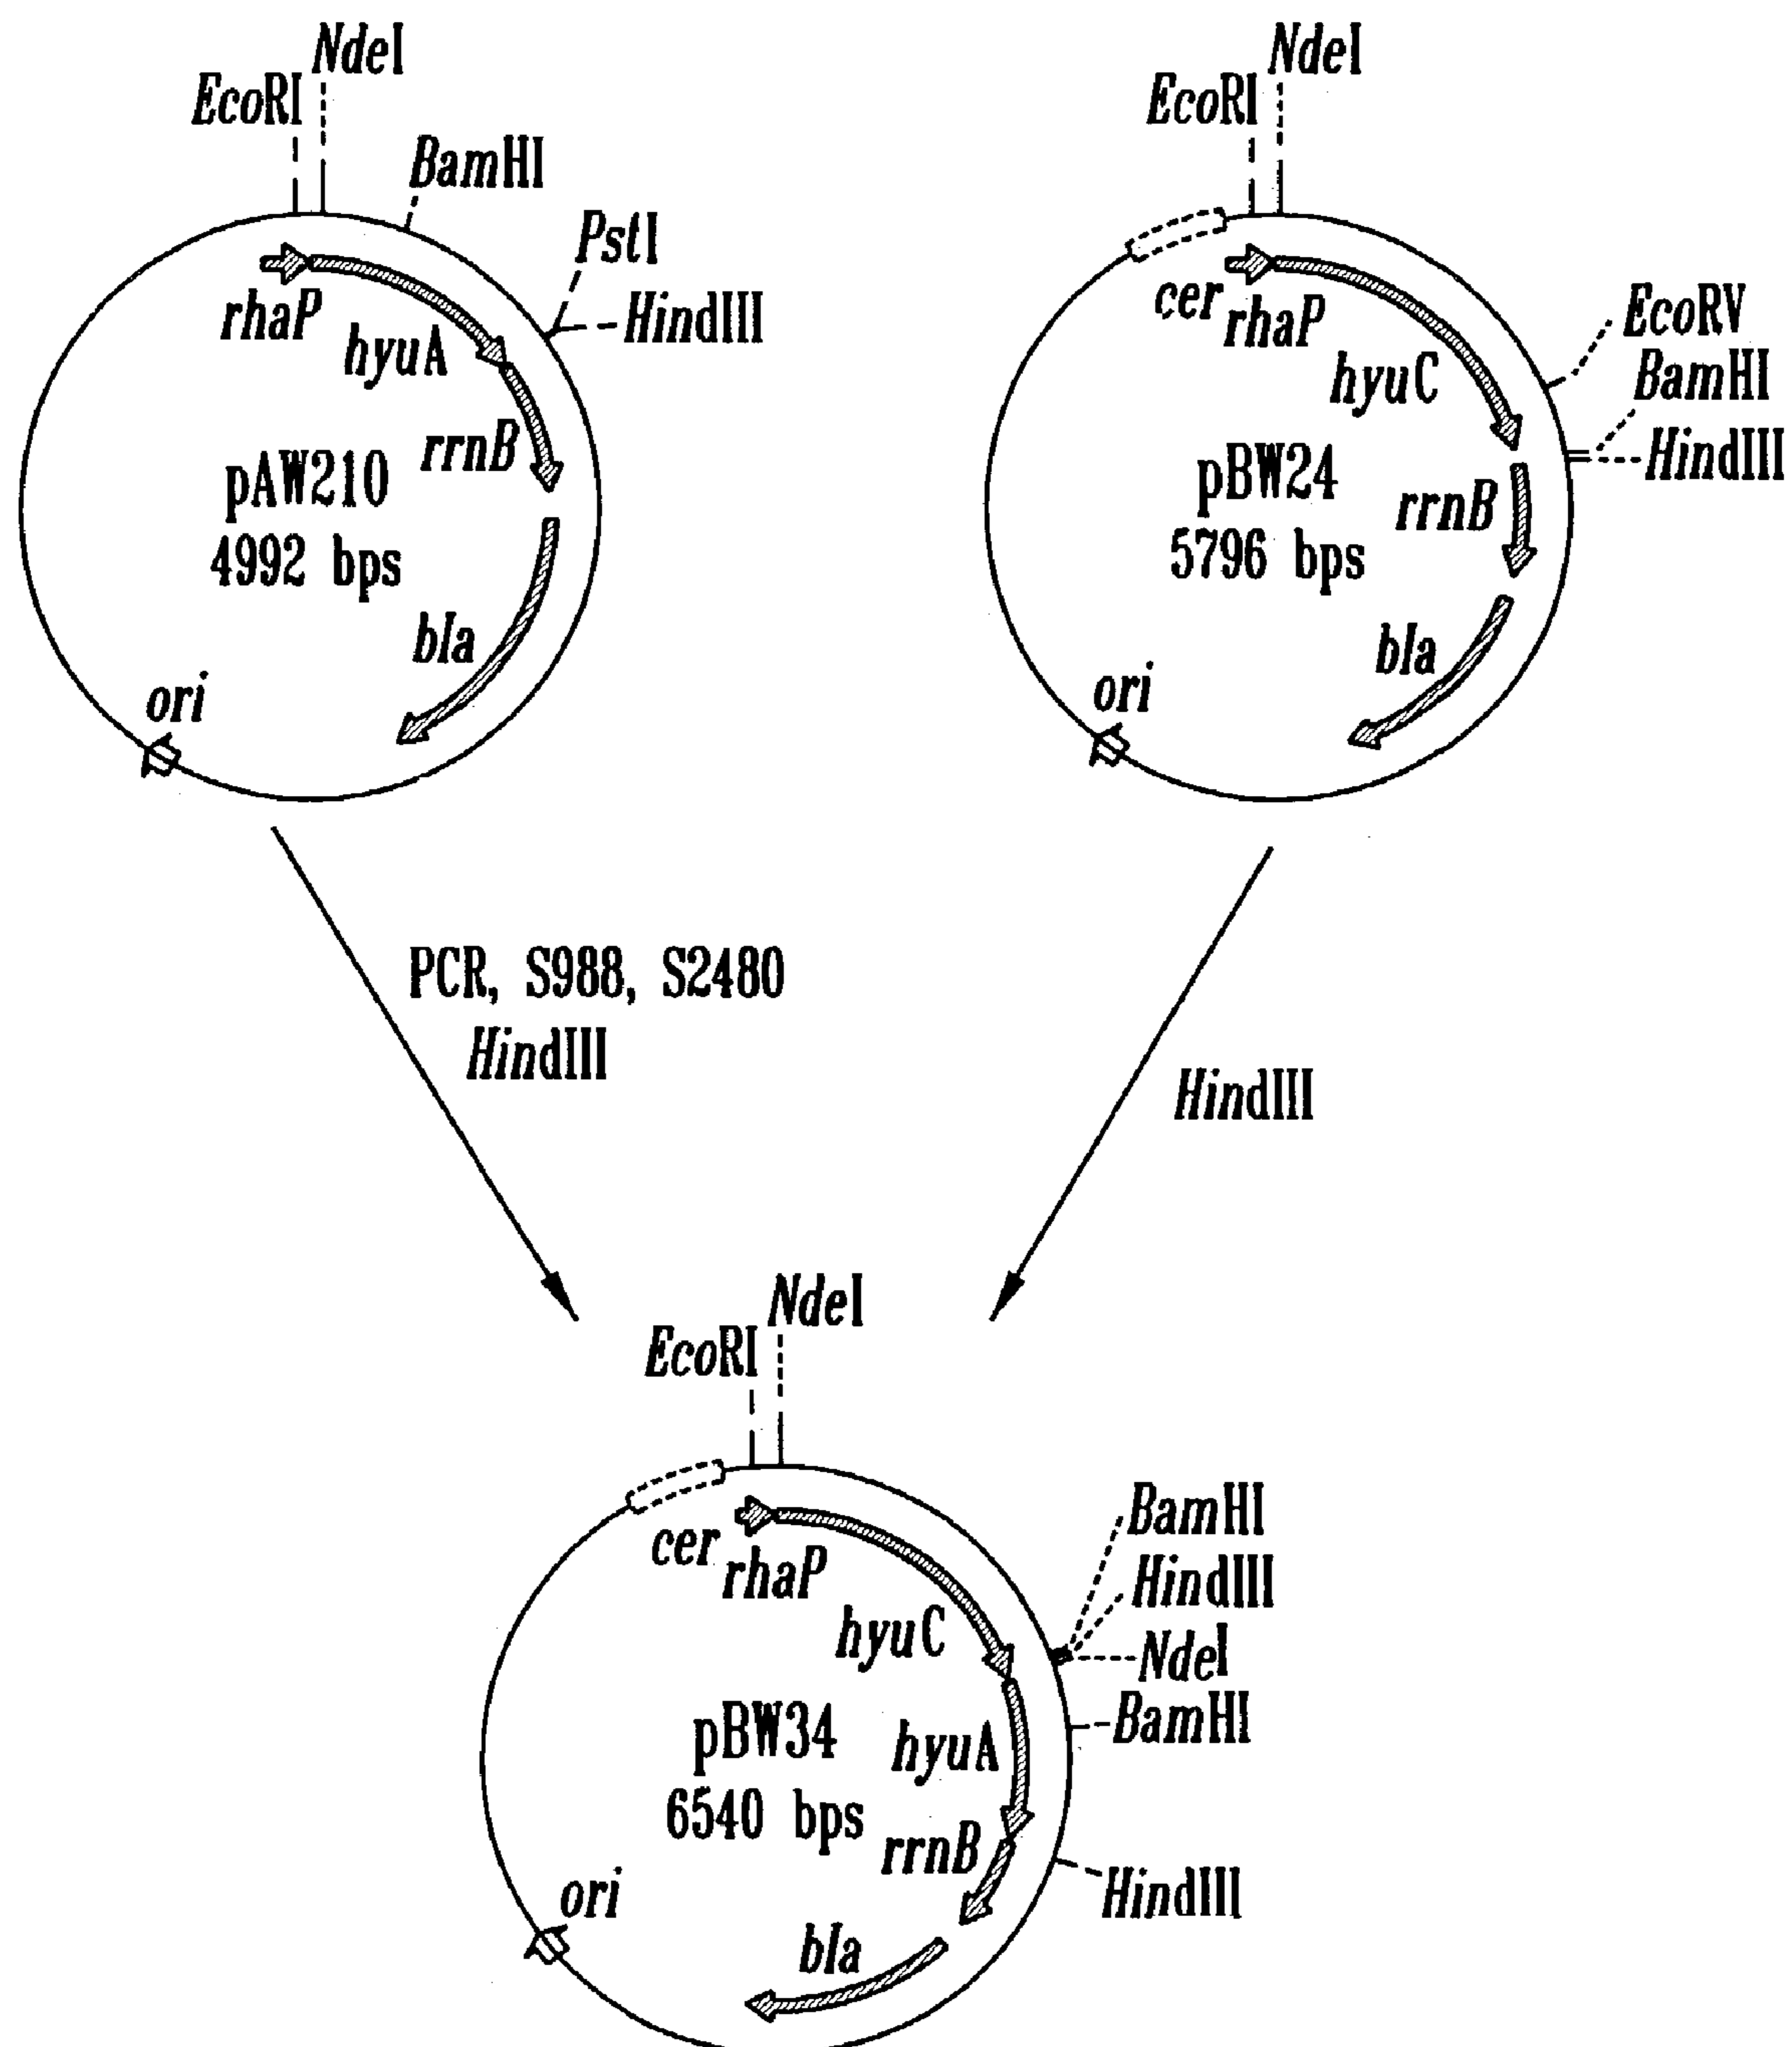 NdeI
EcoRI
BamHI
PstI
HindIII
rhaP
hyuA
rrnB
pAW210
4992 bps
bla
ori
NdeI
EcoRI
EcoRV
BamHI
HindIII
cer
rhaP
hyuC
rrnB
pBW24
5796 bps
bla
ori
PCR, S988, S2480
HindIII
HindIII
NdeI
EcoRI
BamHI
HindIII
NdeI
BamHI
HindIII
cer
rhaP
hyuC
hyuA
rrnB
pBW34
6540 bps
bla
ori